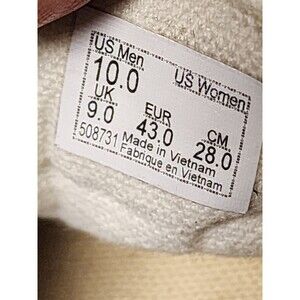 US Men US Women
10.0
UK EUR CM
9.0 43.0 28.0
508731 Made in Vietnam
Fabrique en Vietnam